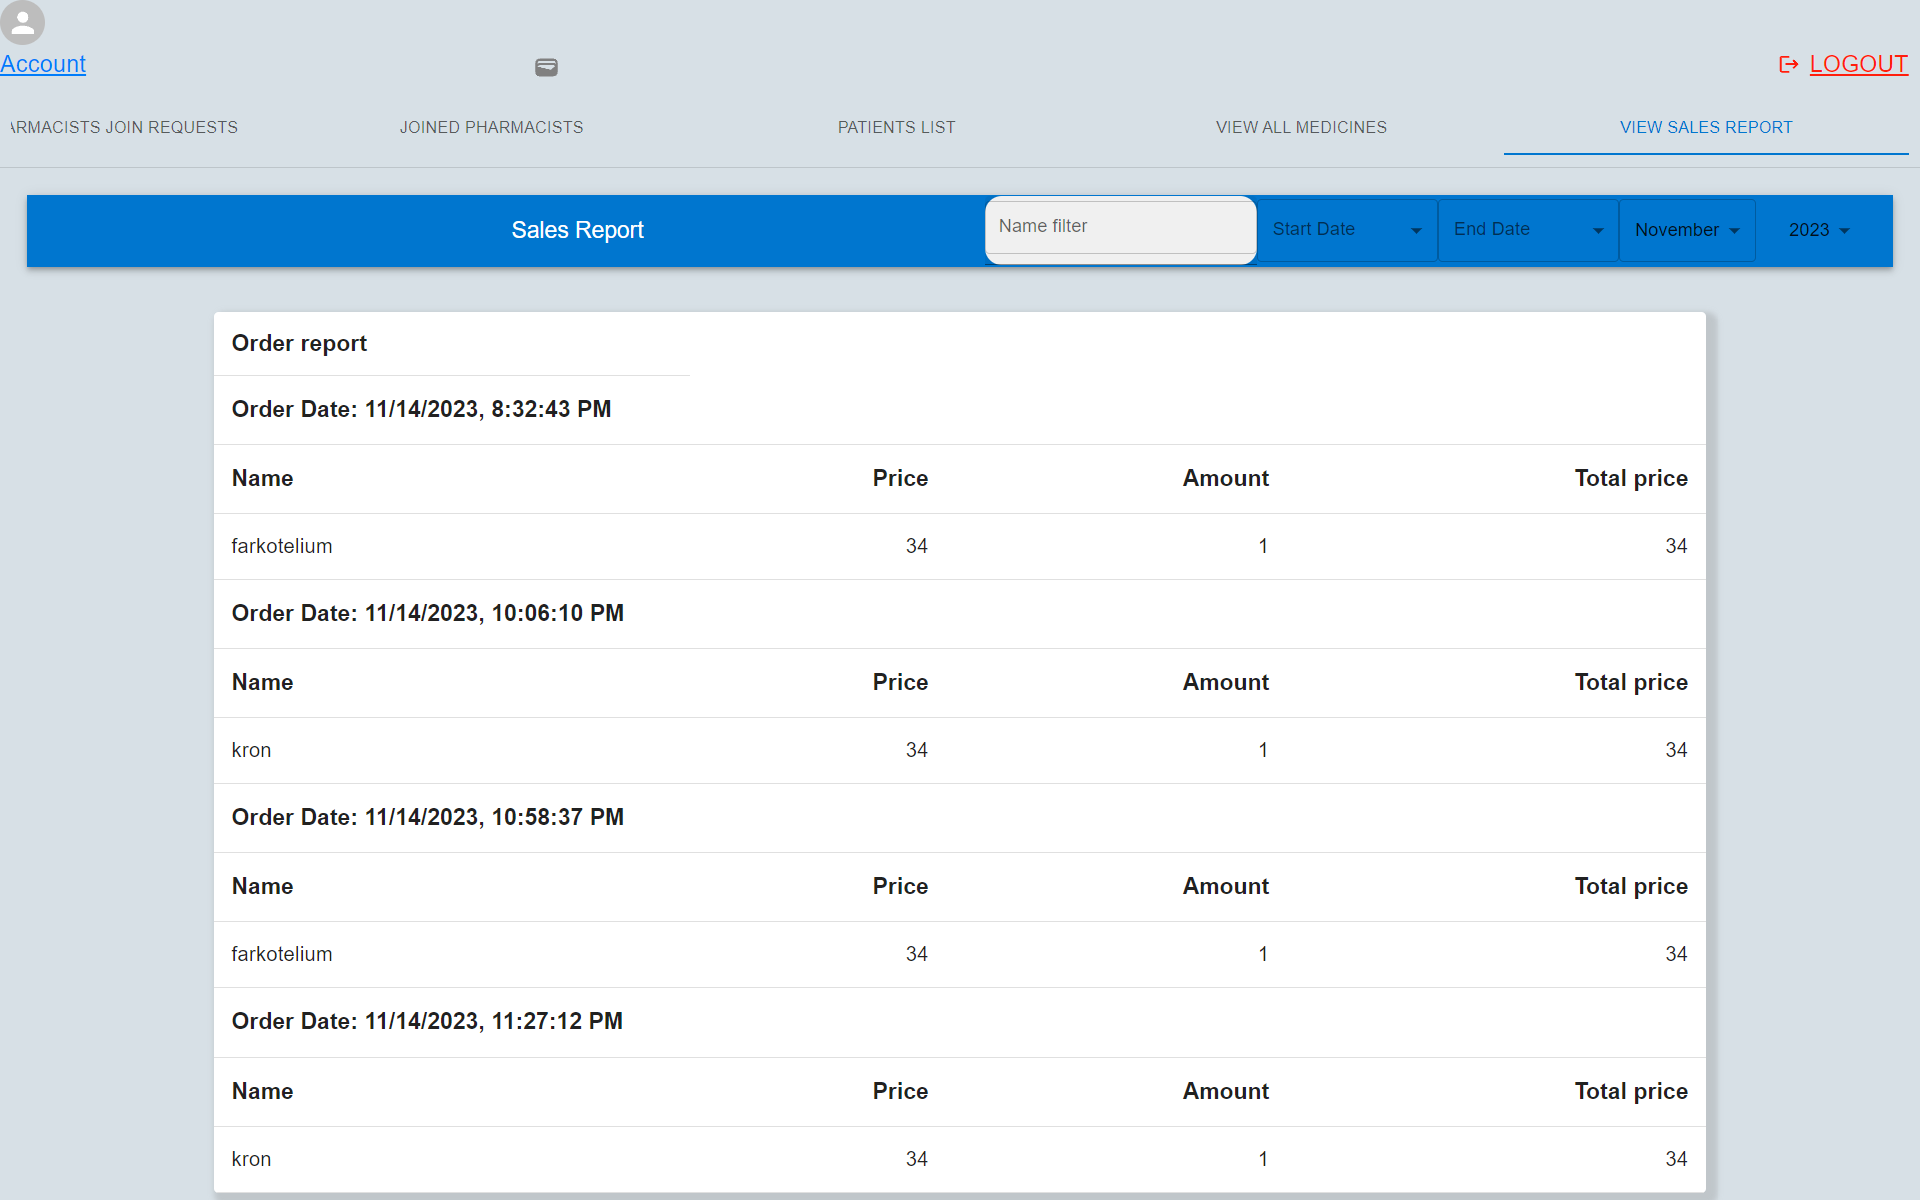 Account
LOGOUT
ARMACISTS JOIN REQUESTS
JOINED PHARMACISTS
PATIENTS LIST
VIEW ALL MEDICINES
VIEW SALES REPORT
Sales Report
Name filter
Start Date
End Date
November
2023
Order report
Order Date: 11/14/2023, 8:32:43 PM
Name Price Amount Total price
farkotelium 34 1 34
Order Date: 11/14/2023, 10:06:10 PM
Name Price Amount Total price
kron 34 1 34
Order Date: 11/14/2023, 10:58:37 PM
Name Price Amount Total price
farkotelium 34 1 34
Order Date: 11/14/2023, 11:27:12 PM
Name Price Amount Total price
kron 34 1 34